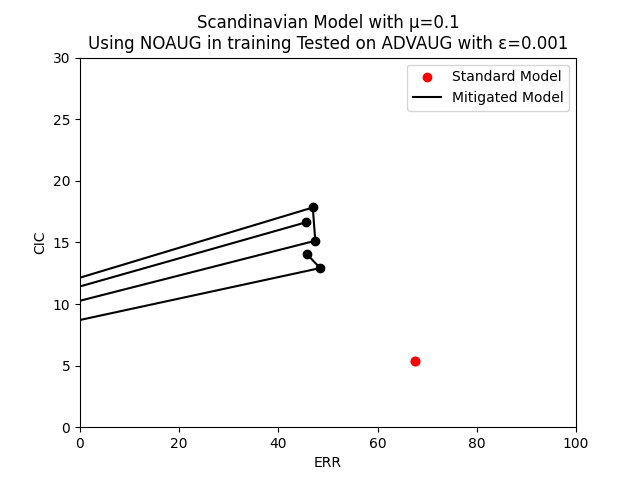 Scandinavian Model with μ=0.1
Using NOAUG in training Tested on ADVAUG with ε=0.001
Standard Model
Mitigated Model
30
25
20
15
10
5
0
CIC
0 20 40 60 80 100
ERR